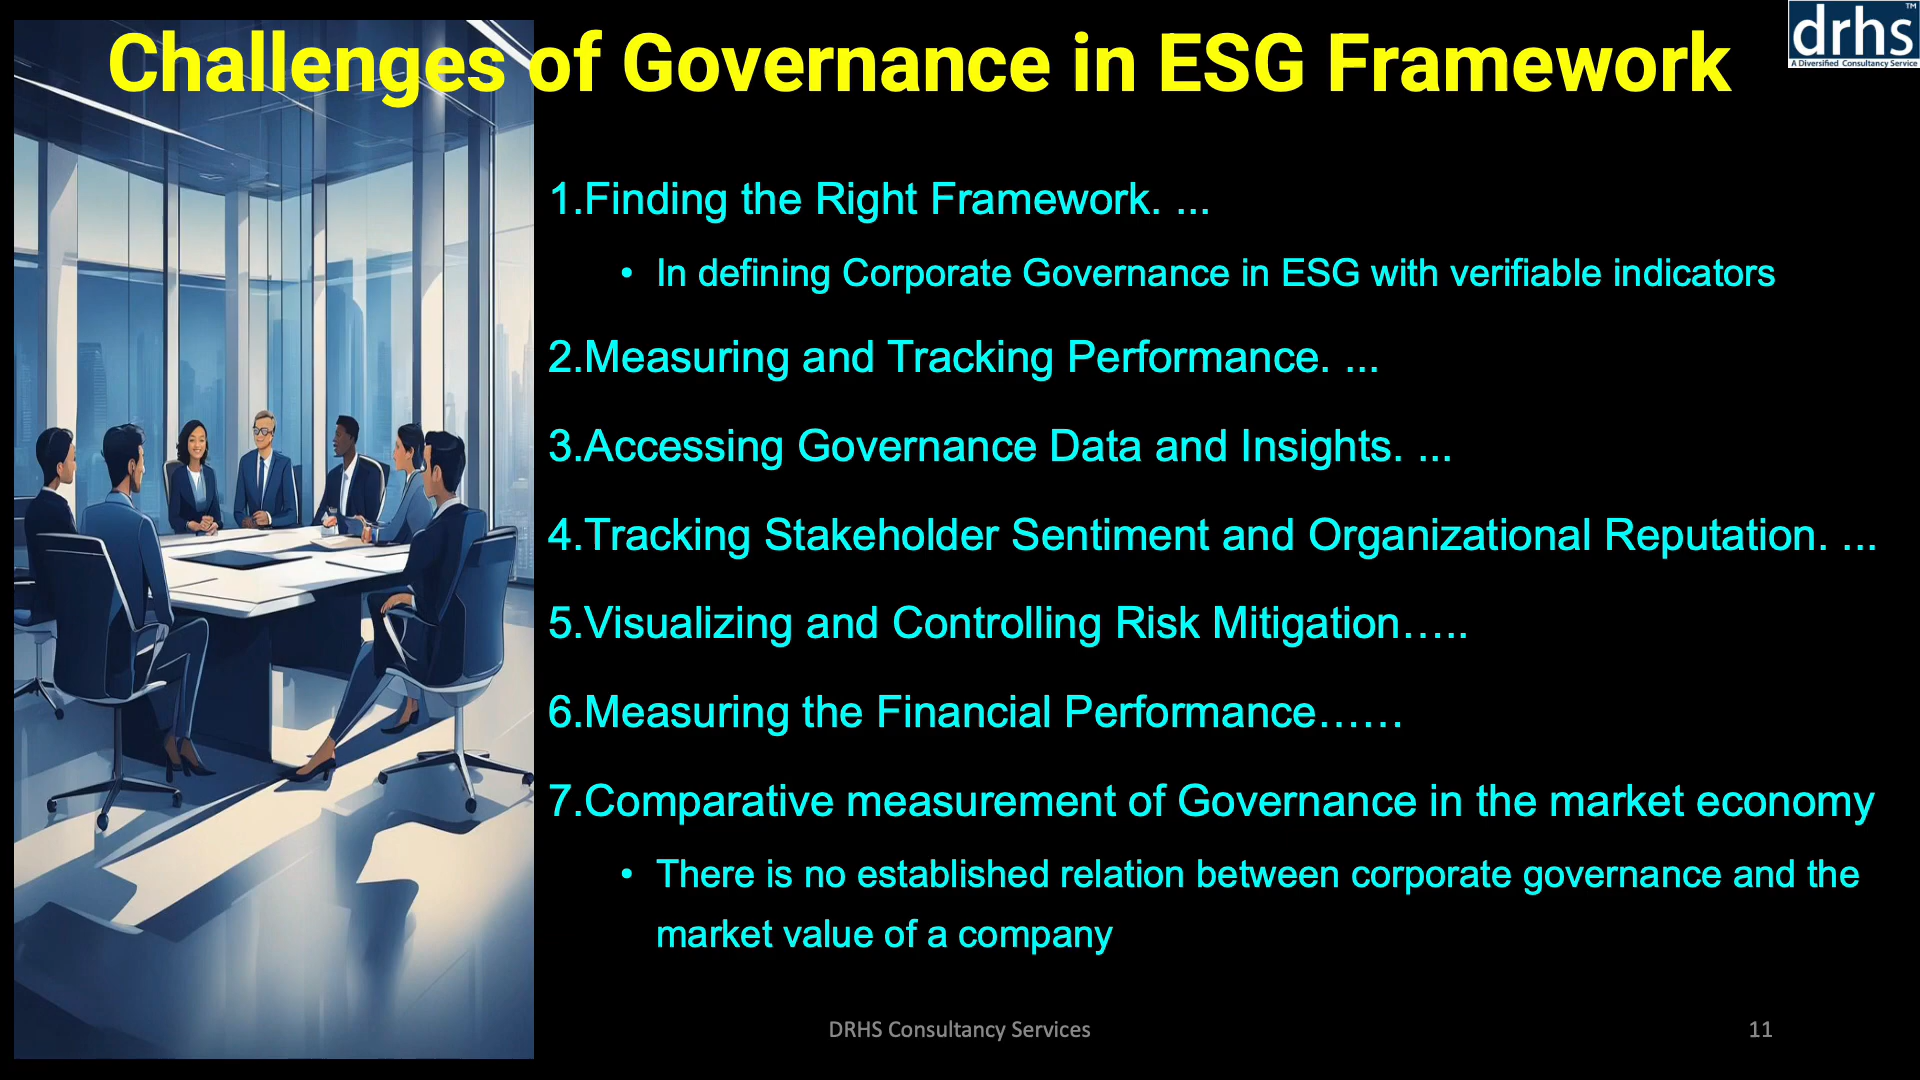 Challenges of Governance in ESG Framework
drhs™
A Diversified Consultancy Service
1.Finding the Right Framework. ...
• In defining Corporate Governance in ESG with verifiable indicators
2.Measuring and Tracking Performance. ...
3.Accessing Governance Data and Insights. ...
4.Tracking Stakeholder Sentiment and Organizational Reputation. ...
5.Visualizing and Controlling Risk Mitigation…..
6.Measuring the Financial Performance……
7.Comparative measurement of Governance in the market economy
• There is no established relation between corporate governance and the
market value of a company
DRHS Consultancy Services
11